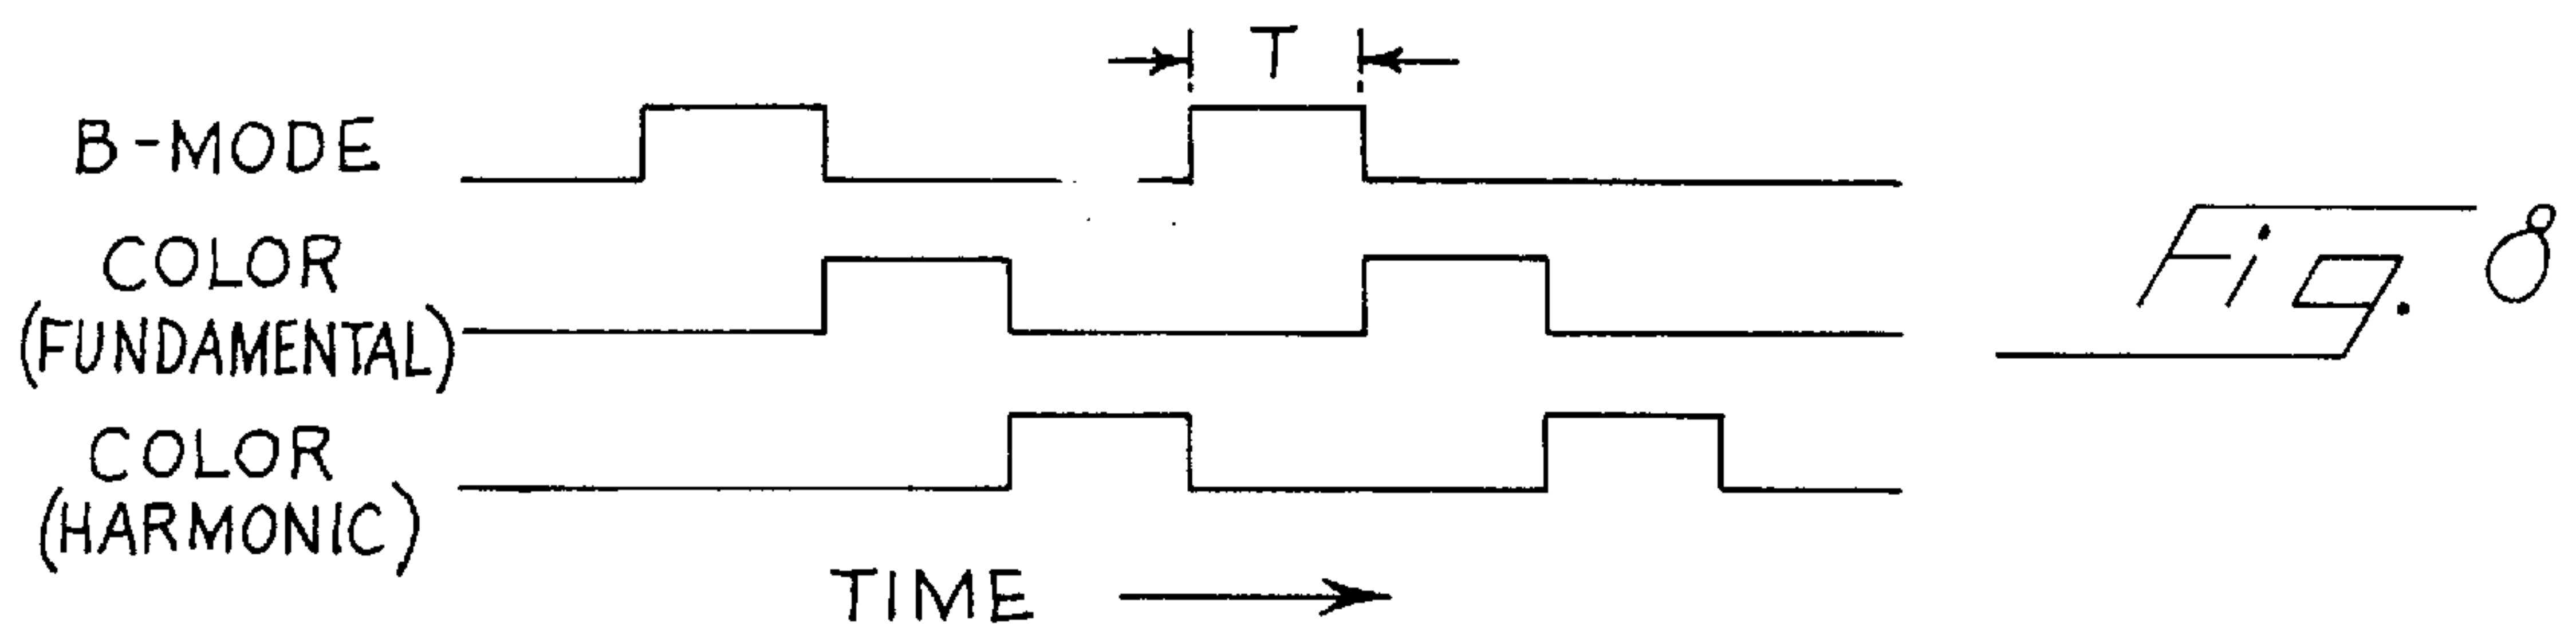 T
B-MODE
COLOR
(FUNDAMENTAL)
COLOR
(HARMONIC)
TIME
Fig. 8